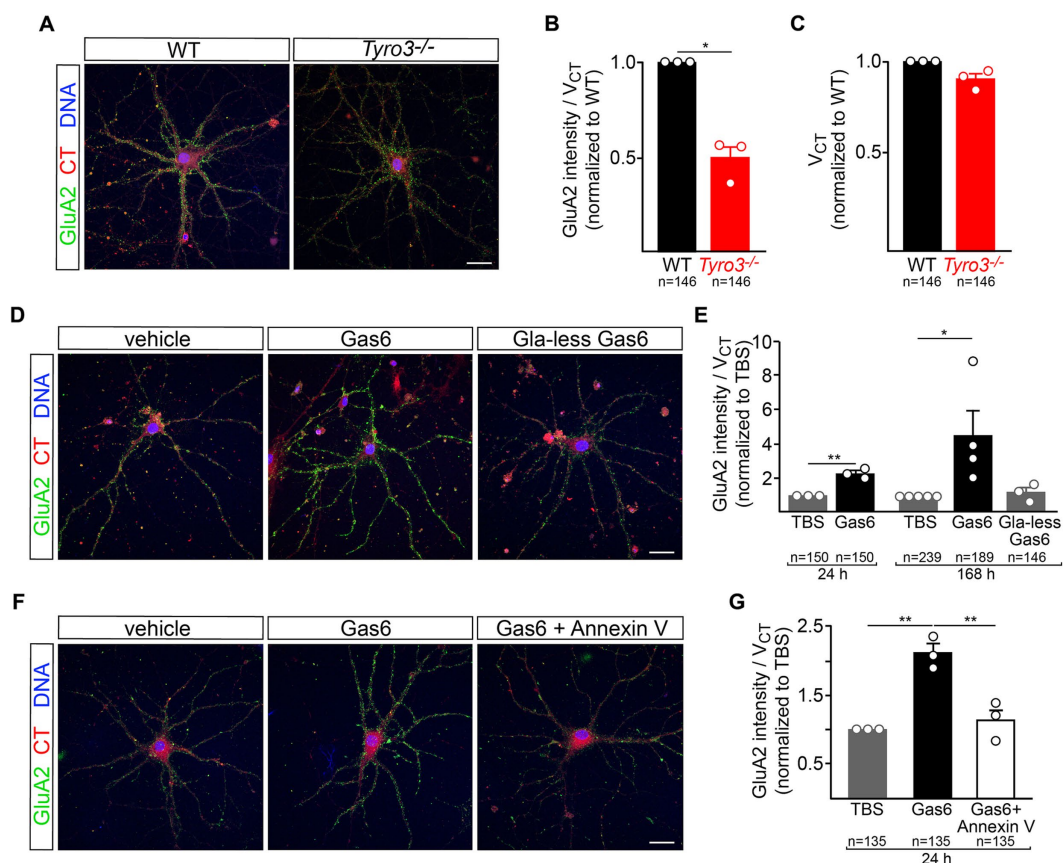 A
WT
Tyro3-/-
GluA2 CT DNA
B
GluA2 intensity / VCT
(normalized to WT)
1.0
0.5
*
WT Tyro3-/-
n=146 n=146
C
VCT
(normalized to WT)
1.0
0.5
WT Tyro3-/-
n=146 n=146
D
vehicle
Gas6
Gla-less Gas6
GluA2 CT DNA
E
GluA2 intensity / VCT
(normalized to TBS)
10
8
6
4
2
**
*
TBS Gas6 TBS Gas6 Gla-less
Gas6
n=150 n=150 n=239 n=189 n=146
24 h 168 h
F
vehicle
Gas6
Gas6 + Annexin V
GluA2 CT DNA
G
GluA2 intensity / VCT
(normalized to TBS)
2.5
1.5
0.5
** **
TBS Gas6 Gas6+
Annexin V
n=135 n=135 n=135
24 h